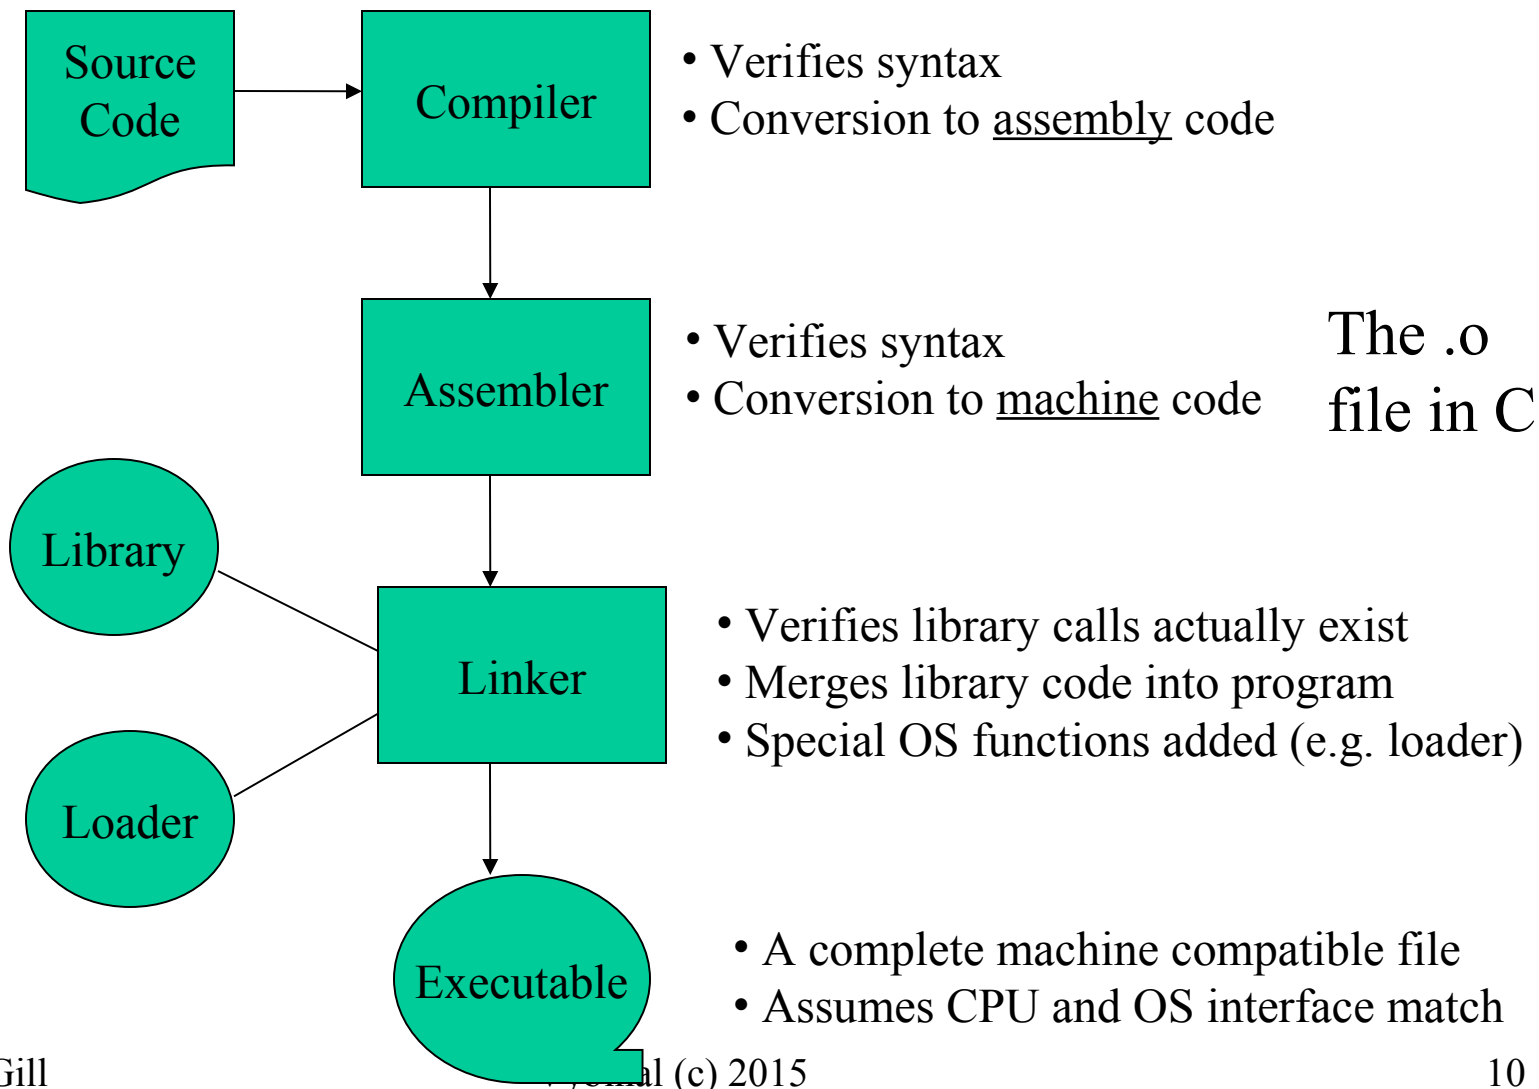 Source
Code
Compiler
• Verifies syntax
• Conversion to assembly code
Assembler
• Verifies syntax
• Conversion to machine code
The .o
file in C
Library
Linker
• Verifies library calls actually exist
• Merges library code into program
• Special OS functions added (e.g. loader)
Loader
Executable
• A complete machine compatible file
• Assumes CPU and OS interface match
Gill
(c) 2015
10